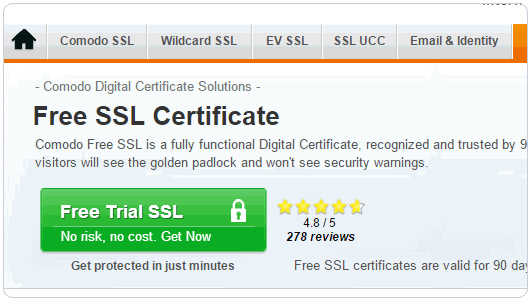 Comodo SSL Wildcard SSL EV SSL SSL UCC Email & Identity
- Comodo Digital Certificate Solutions -
Free SSL Certificate
Comodo Free SSL is a fully functional Digital Certificate, recognized and trusted by 9
visitors will see the golden padlock and won't see security warnings.
Free Trial SSL
No risk, no cost. Get Now
4.8 / 5
278 reviews
Get protected in just minutes
Free SSL certificates are valid for 90